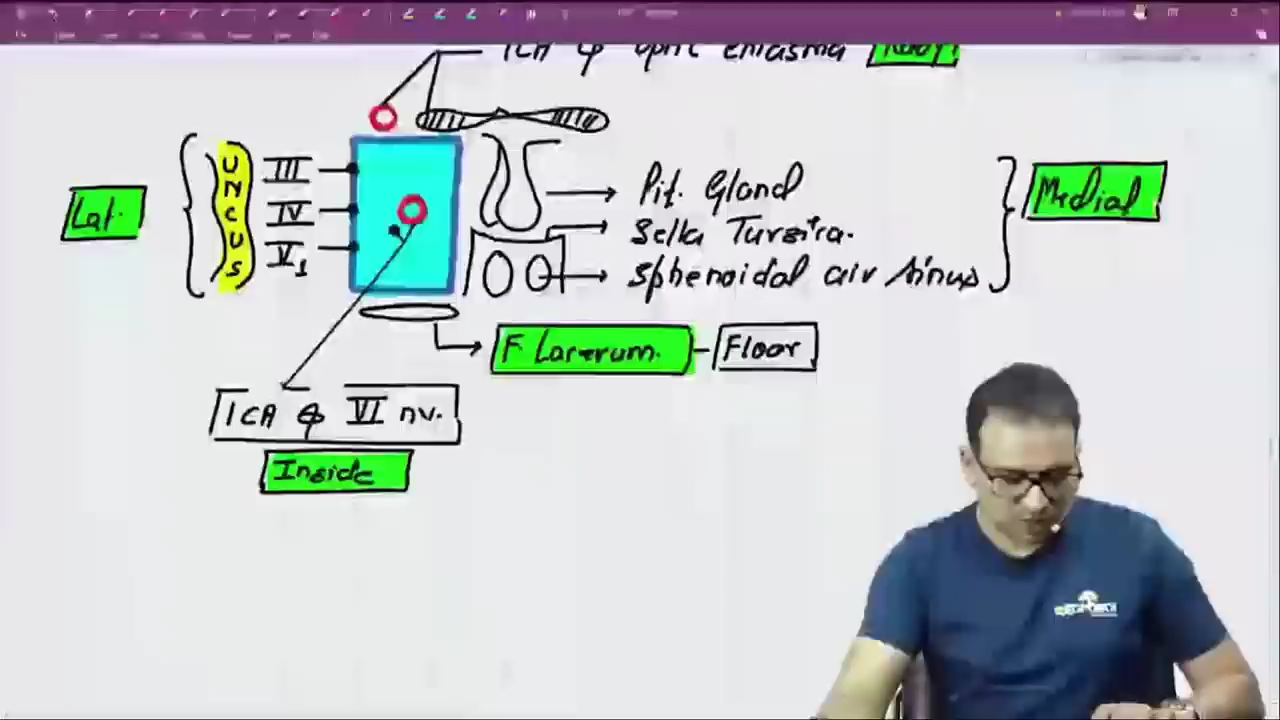 ICA & optic chiasma Roof
UNCUS
III
IV
V1
Lat.
Pit. Gland
Sella Turcica.
Sphenoidal air sinus
Medial
F. Lacerum. - Floor
ICA & VI nv.
Inside